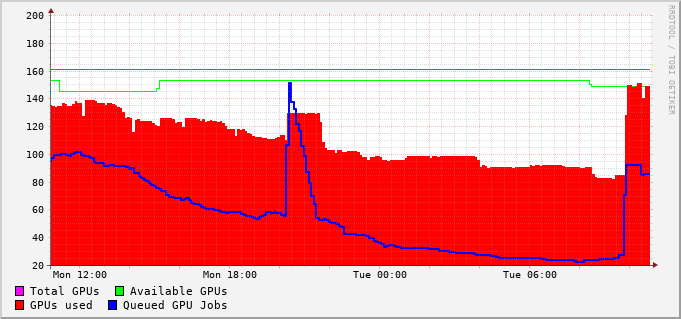 RRDTOOL / TOBI OETIKER
200
180
160
140
120
100
80
60
40
20
Mon 12:00 Mon 18:00 Tue 00:00 Tue 06:00
Total GPUs Available GPUs
GPUs used Queued GPU Jobs